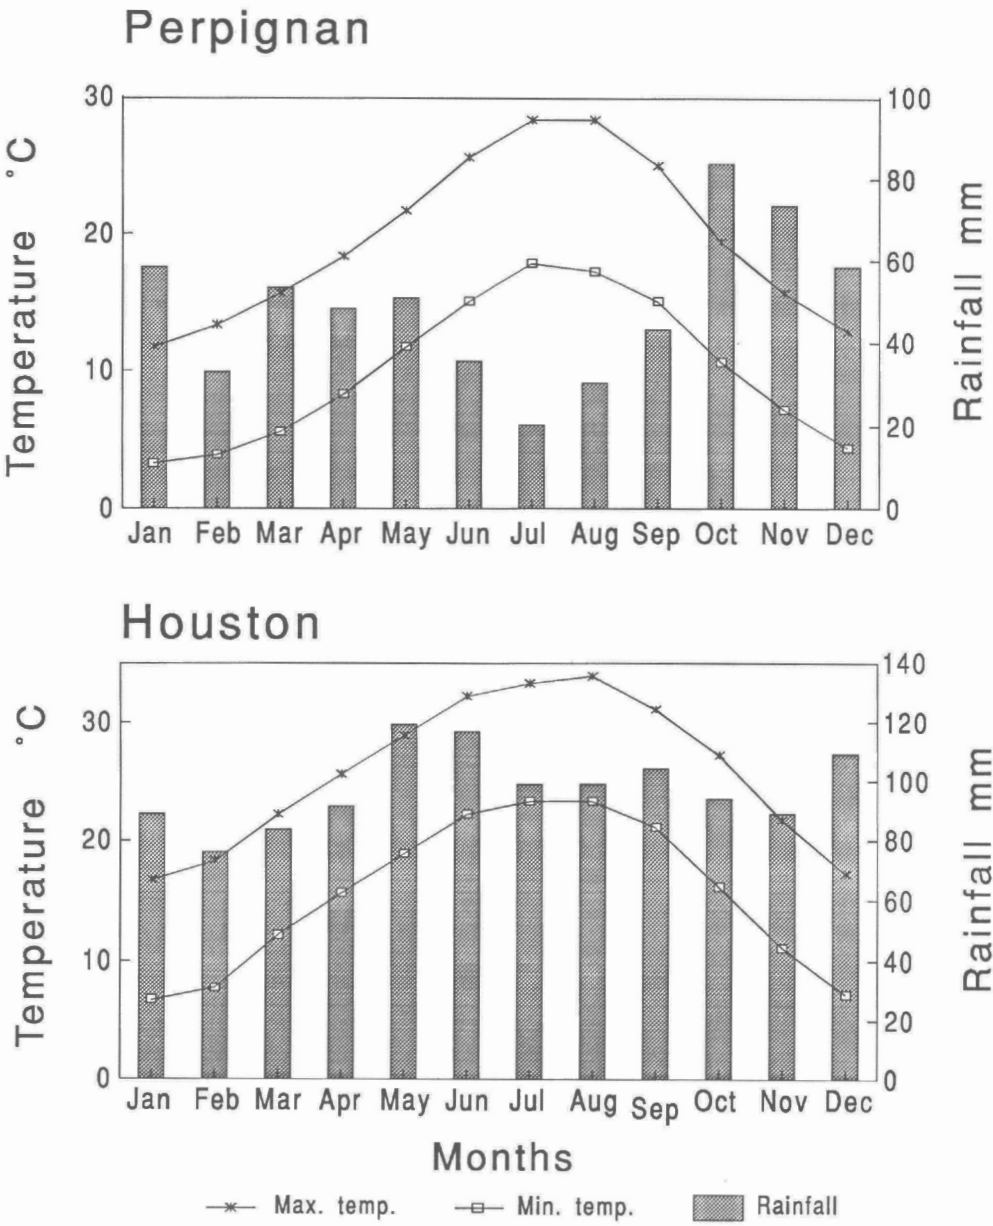 Perpignan
Temperature °C
30
20
10
0
100
80
60
40
20
0
Rainfall mm
Jan Feb Mar Apr May Jun Jul Aug Sep Oct Nov Dec
Houston
Temperature °C
30
20
10
0
140
120
100
80
60
40
20
0
Rainfall mm
Jan Feb Mar Apr May Jun Jul Aug Sep Oct Nov Dec
Months
Max. temp. Min. temp. Rainfall